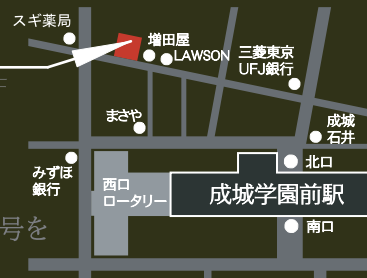 スギ薬局
増田屋
LAWSON
三菱東京
UFJ銀行
まさや
成城
石井
みずほ
銀行
西口
ロータリー
北口
成城学園前駅
南口
号を